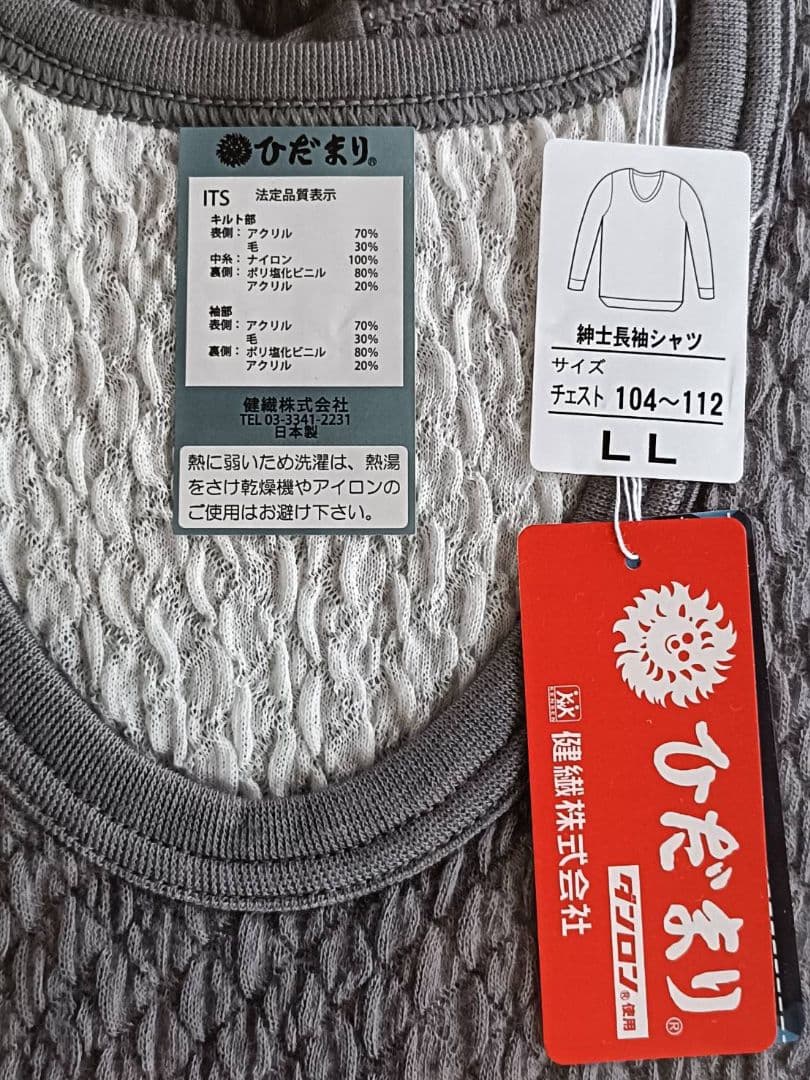 ひだまり®
ITS 法定品質表示
キルト部
表側：アクリル 70%
毛 30%
中糸：ナイロン 100%
裏側：ポリ塩化ビニル 80%
アクリル 20%
袖部
表側：アクリル 70%
毛 30%
裏側：ポリ塩化ビニル 80%
アクリル 20%
健繊株式会社
TEL 03-3341-2231
日本製
熱に弱いため洗濯は、熱湯
をさけ乾燥機やアイロンの
ご使用はお避け下さい。
紳士長袖シャツ
サイズ
チェスト 104〜112
LL
ひだまり®
ダンロン®使用
KENSEN
健繊株式会社